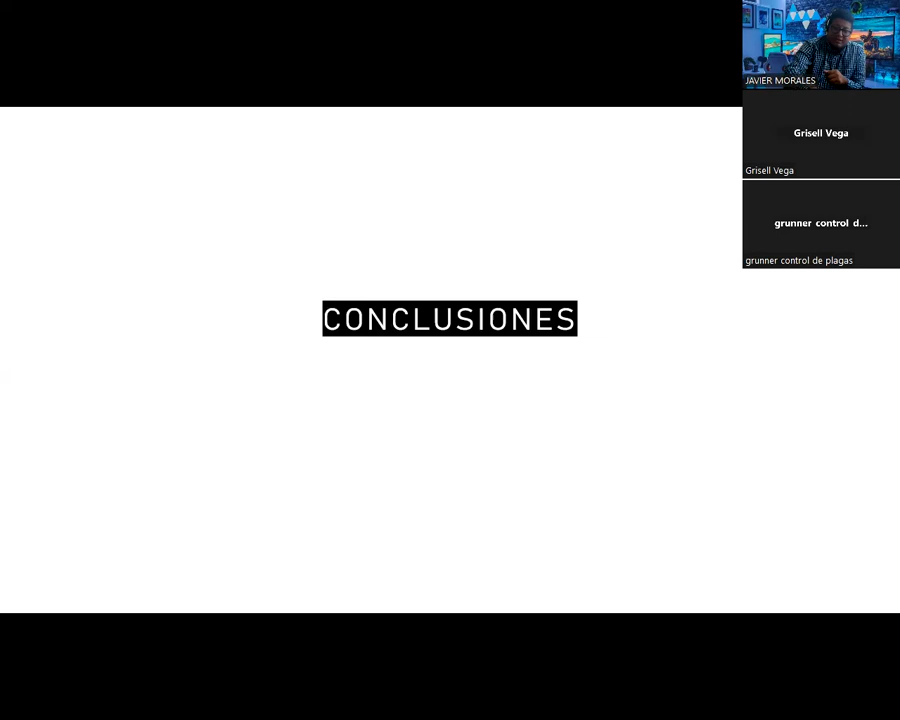 JAVIER MORALES
Grisell Vega
Grisell Vega
grunner control d...
grunner control de plagas
CONCLUSIONES